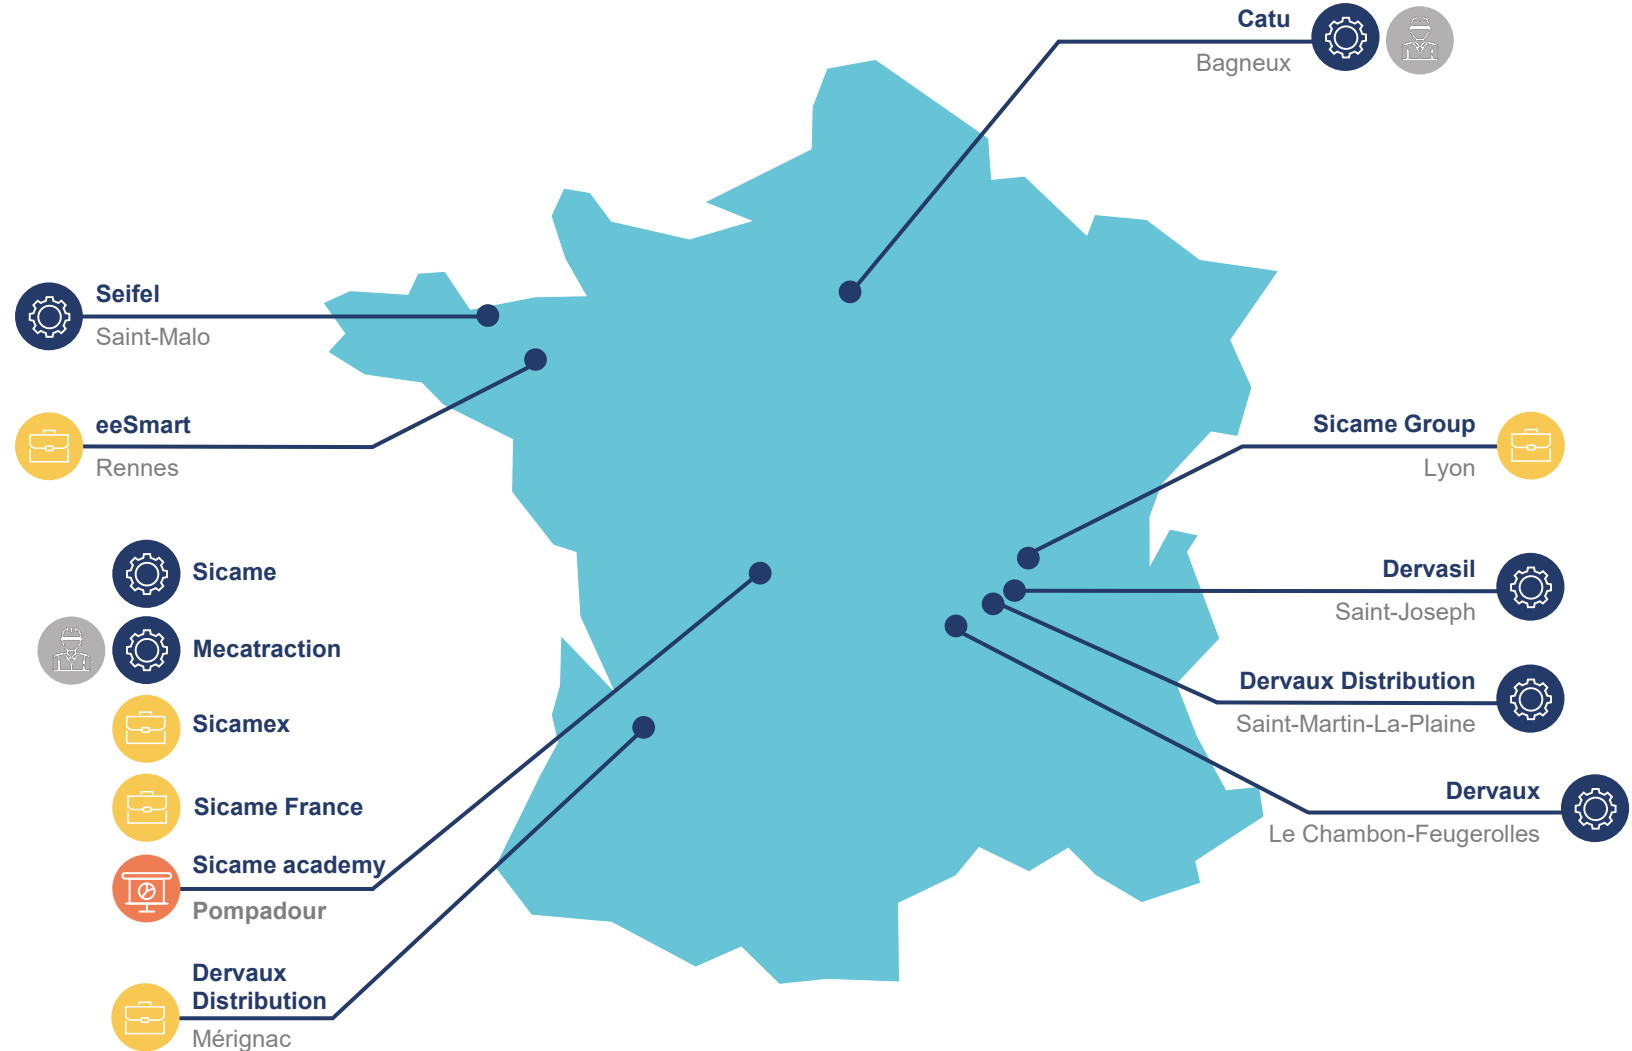 Catu
Bagneux
Seifel
Saint-Malo
eeSmart
Rennes
Sicame
Mecatraction
Sicamex
Sicame France
Sicame academy
Pompadour
Dervaux
Distribution
Mérignac
Sicame Group
Lyon
Dervasil
Saint-Joseph
Dervaux Distribution
Saint-Martin-La-Plaine
Dervaux
Le Chambon-Feugerolles